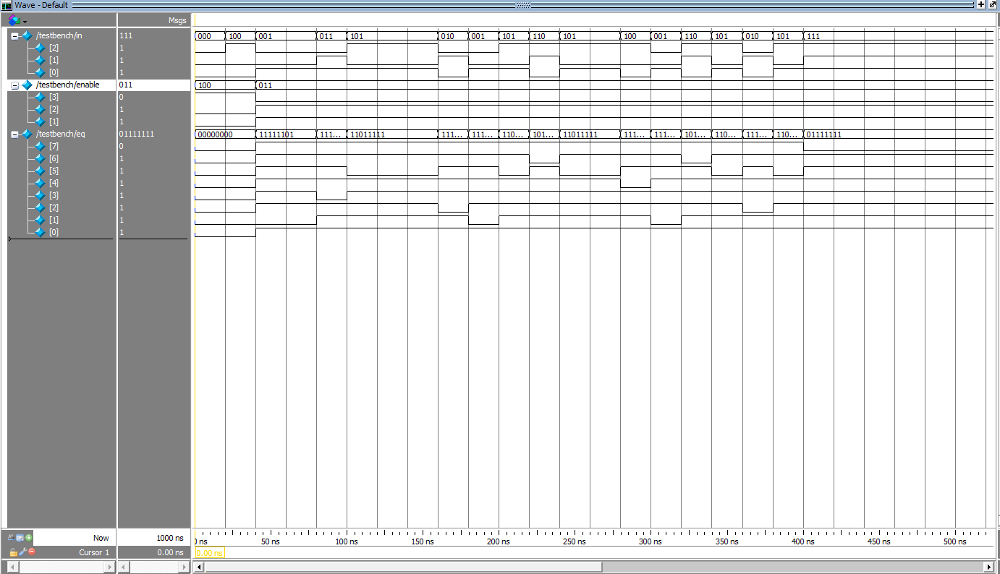 Wave - Default
Msgs
/testbench/in 111 000 100 001 011 101 010 001 101 110 101 100 001 110 101 010 101 111
[2] 1
[1] 1
[0] 1
/testbench/enable 011 100 011
[3] 0
[2] 1
[1] 1
/testbench/eq 01111111 00000000 11111101 111... 11011111 111... 111... 110... 101... 11011111 111... 111... 101... 110... 111... 110... 01111111
[7] 0
[6] 1
[5] 1
[4] 1
[3] 1
[2] 1
[1] 1
[0] 1
Now 1000 ns ns 50 ns 100 ns 150 ns 200 ns 250 ns 300 ns 350 ns 400 ns 450 ns 500 ns
Cursor 1 0.00 ns 0.00 ns